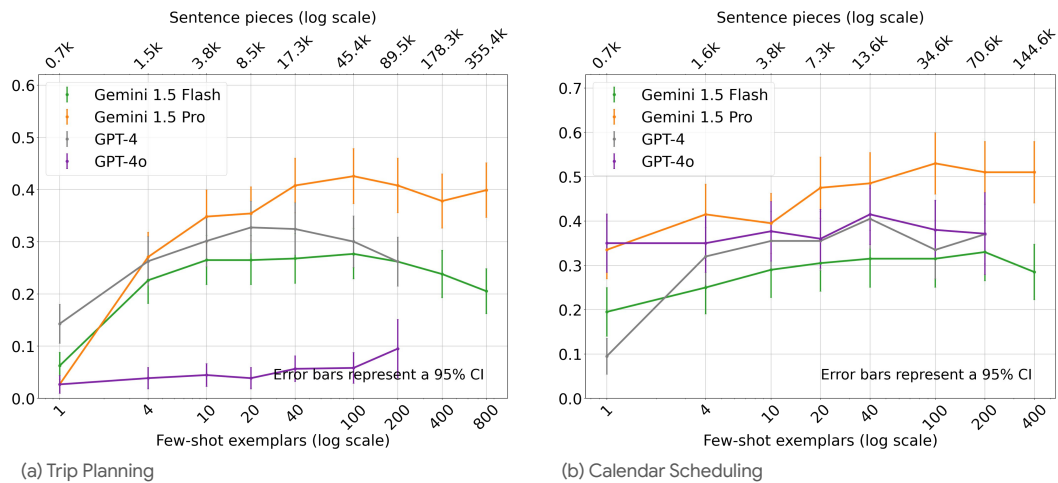 Sentence pieces (log scale)
0.7k 1.5k 3.8k 8.5k 17.3k 45.4k 89.5k 178.3k 355.4k
0.6
0.5
0.4
0.3
0.2
0.1
0.0
Gemini 1.5 Flash
Gemini 1.5 Pro
GPT-4
GPT-4o
Error bars represent a 95% CI
1 4 10 20 40 100 200 400 800
Few-shot exemplars (log scale)
(a) Trip Planning
Sentence pieces (log scale)
0.7k 1.6k 3.8k 7.3k 13.6k 34.6k 70.6k 144.6k
0.7
0.6
0.5
0.4
0.3
0.2
0.1
0.0
Gemini 1.5 Flash
Gemini 1.5 Pro
GPT-4
GPT-4o
Error bars represent a 95% CI
1 4 10 20 40 100 200 400
Few-shot exemplars (log scale)
(b) Calendar Scheduling